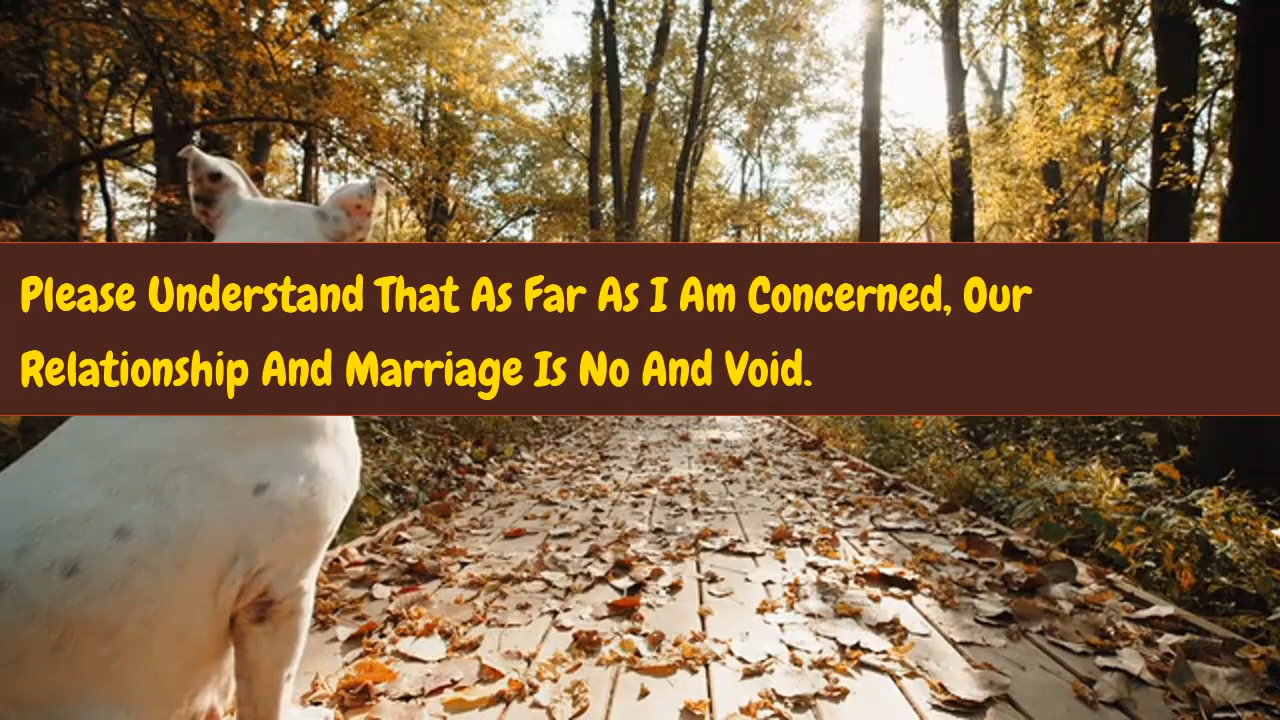 Please Understand That As Far As I Am Concerned, Our
Relationship And Marriage Is No And Void.